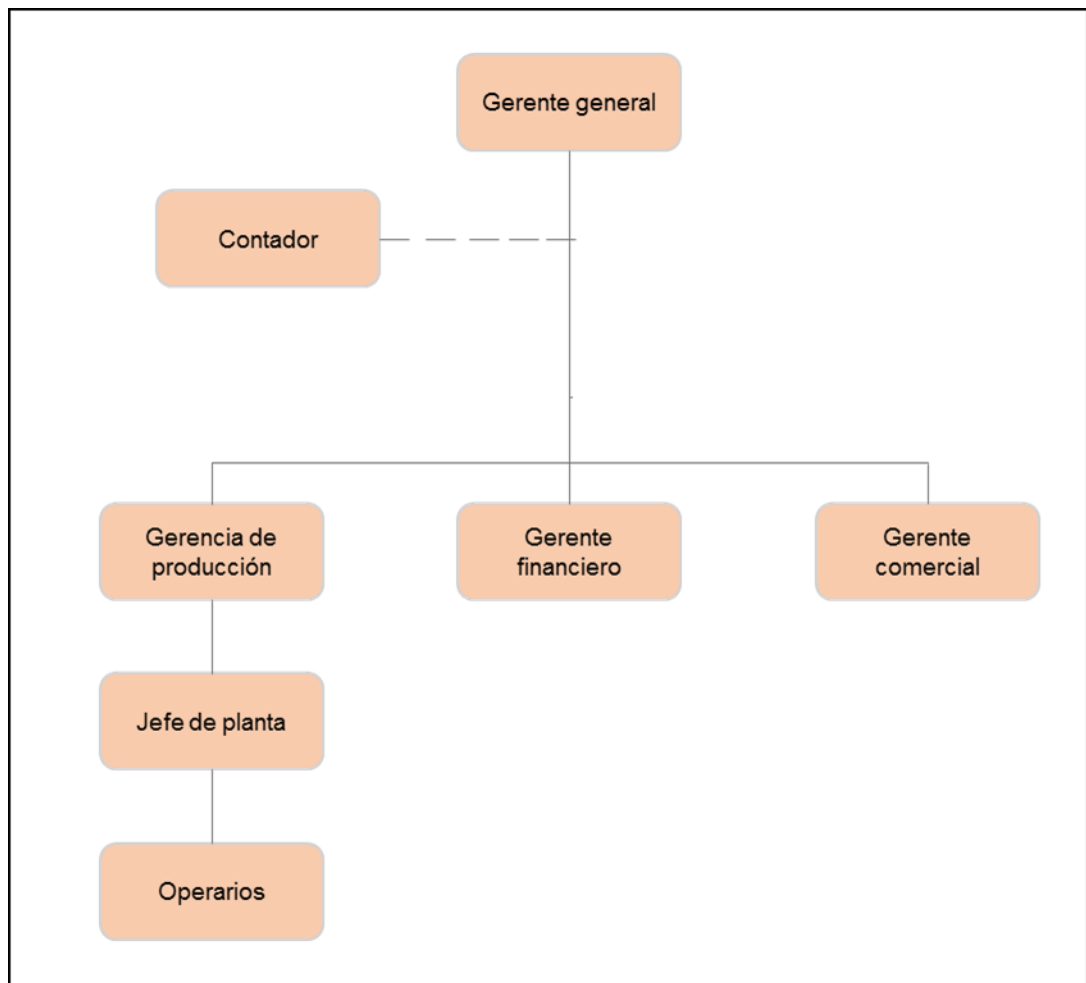 Gerente general
Contador
Gerencia de
producción
Gerente
financiero
Gerente
comercial
Jefe de planta
Operarios